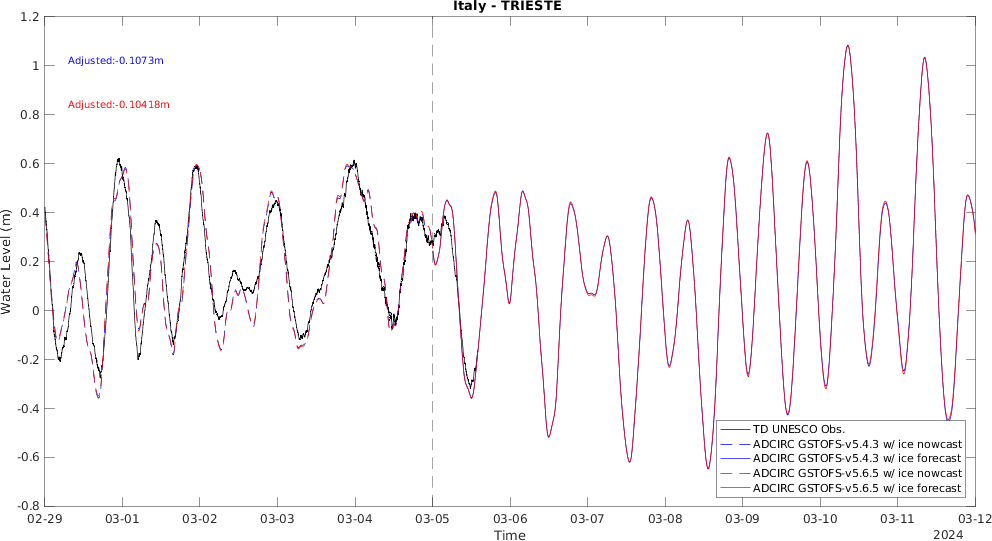 Italy - TRIESTE
1.2
1
0.8
0.6
0.4
0.2
0
-0.2
-0.4
-0.6
-0.8
Water Level (m)
Adjusted:-0.1073m
Adjusted:-0.10418m
TD UNESCO Obs.
ADCIRC GSTOFS-v5.4.3 w/ ice nowcast
ADCIRC GSTOFS-v5.4.3 w/ ice forecast
ADCIRC GSTOFS-v5.6.5 w/ ice nowcast
ADCIRC GSTOFS-v5.6.5 w/ ice forecast
02-29 03-01 03-02 03-03 03-04 03-05 03-06 03-07 03-08 03-09 03-10 03-11 03-12
Time
2024